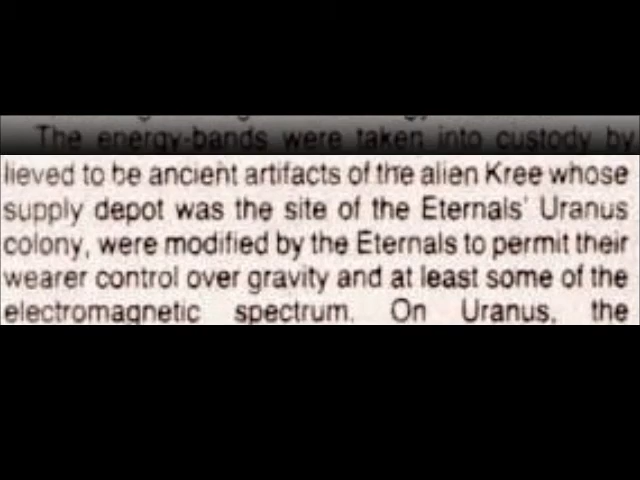 The energy-bands were taken into custody by
lieved to be ancient artifacts of the alien Kree whose
supply depot was the site of the Eternals' Uranus
colony, were modified by the Eternals to permit their
wearer control over gravity and at least some of the
electromagnetic spectrum. On Uranus, the